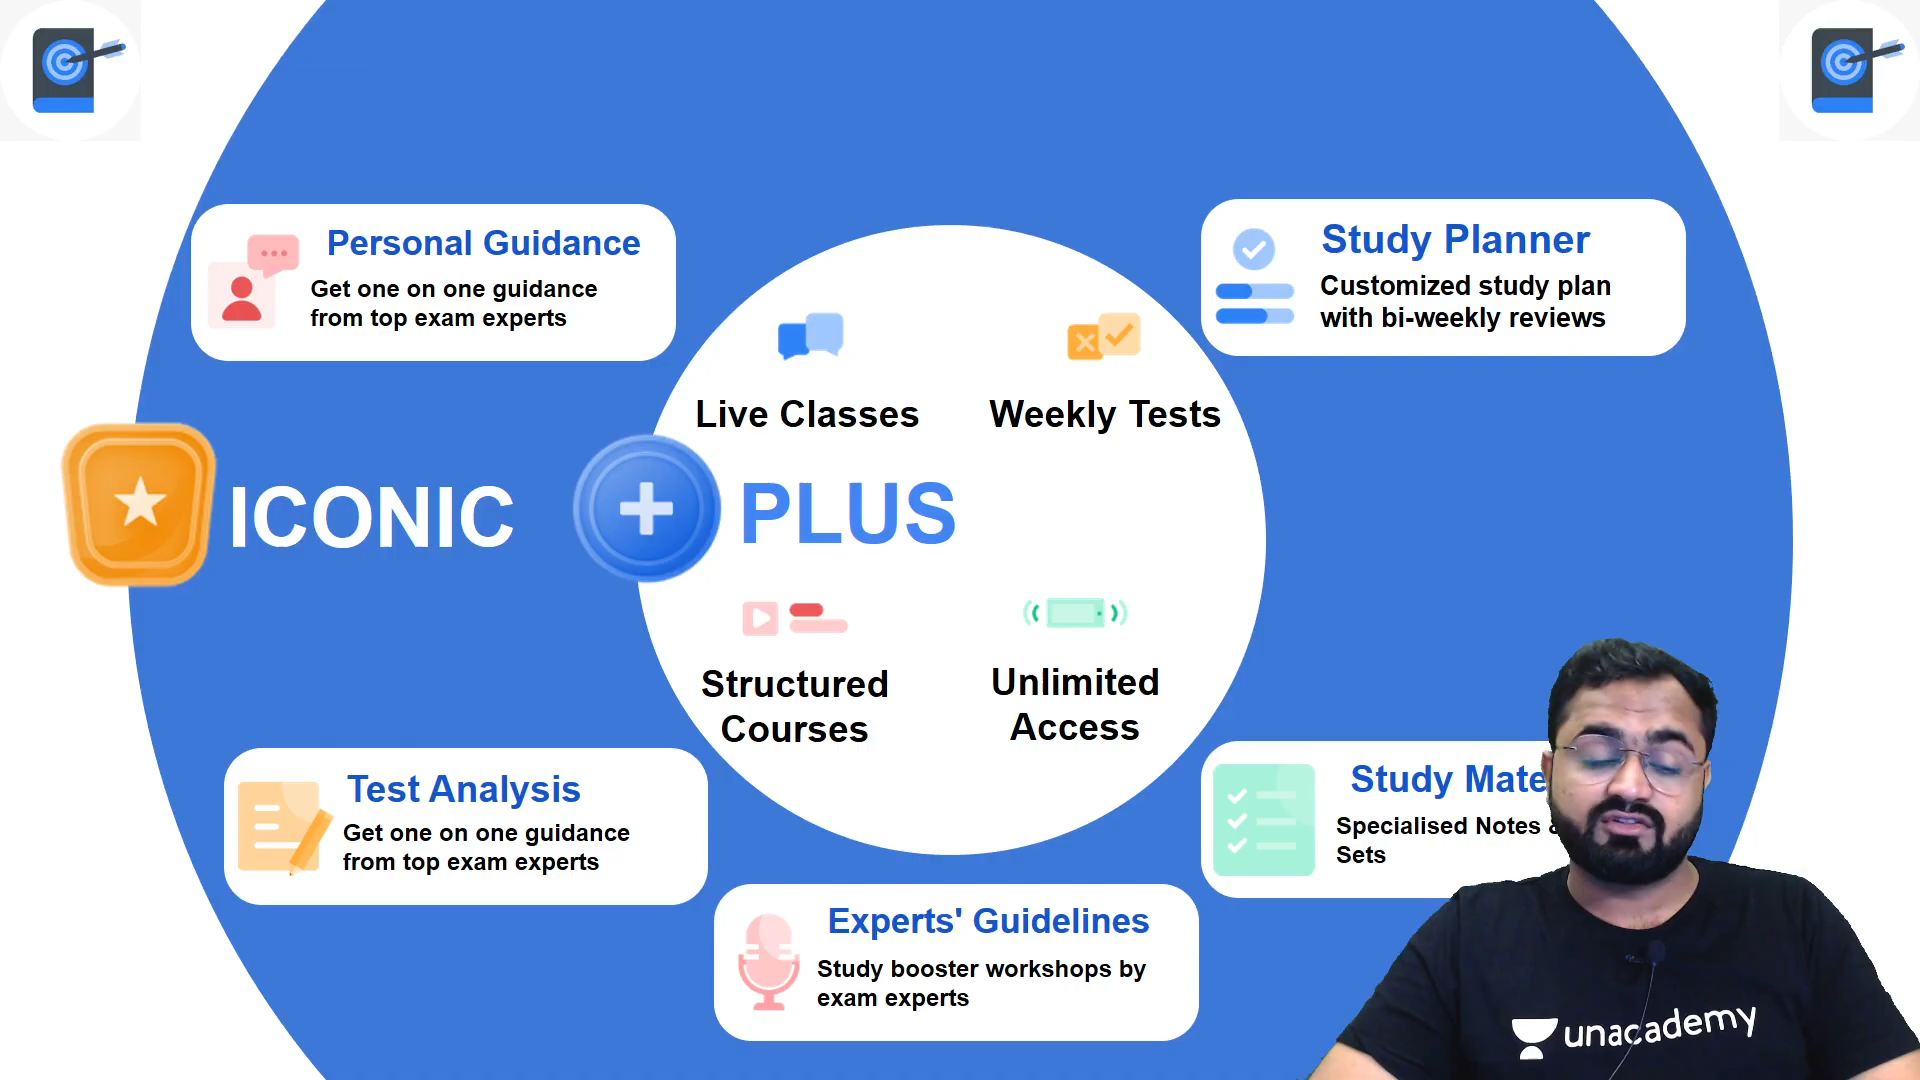 Personal Guidance
Get one on one guidance
from top exam experts
Study Planner
Customized study plan
with bi-weekly reviews
Live Classes
Weekly Tests
ICONIC
PLUS
Structured
Courses
Unlimited
Access
Test Analysis
Get one on one guidance
from top exam experts
Study Mate
Specialised Notes
Sets
Experts' Guidelines
Study booster workshops by
exam experts
unacademy